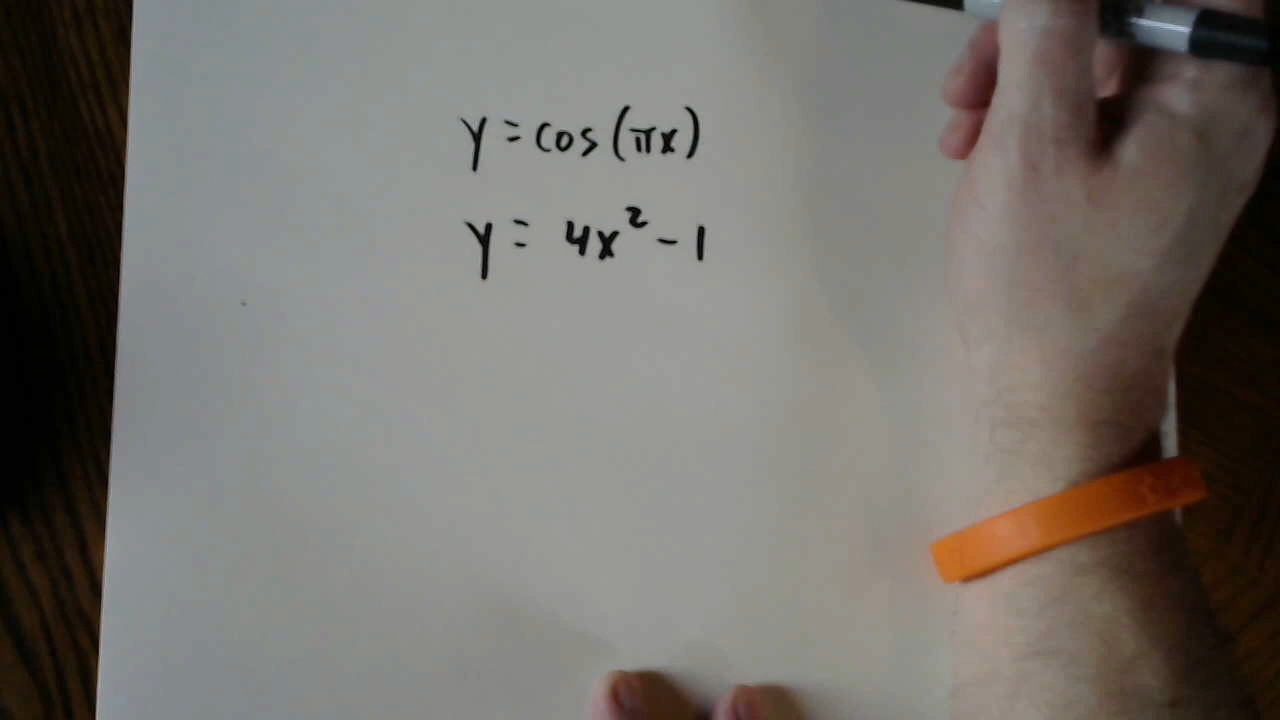 y = cos(πx)
y = 4x² - 1